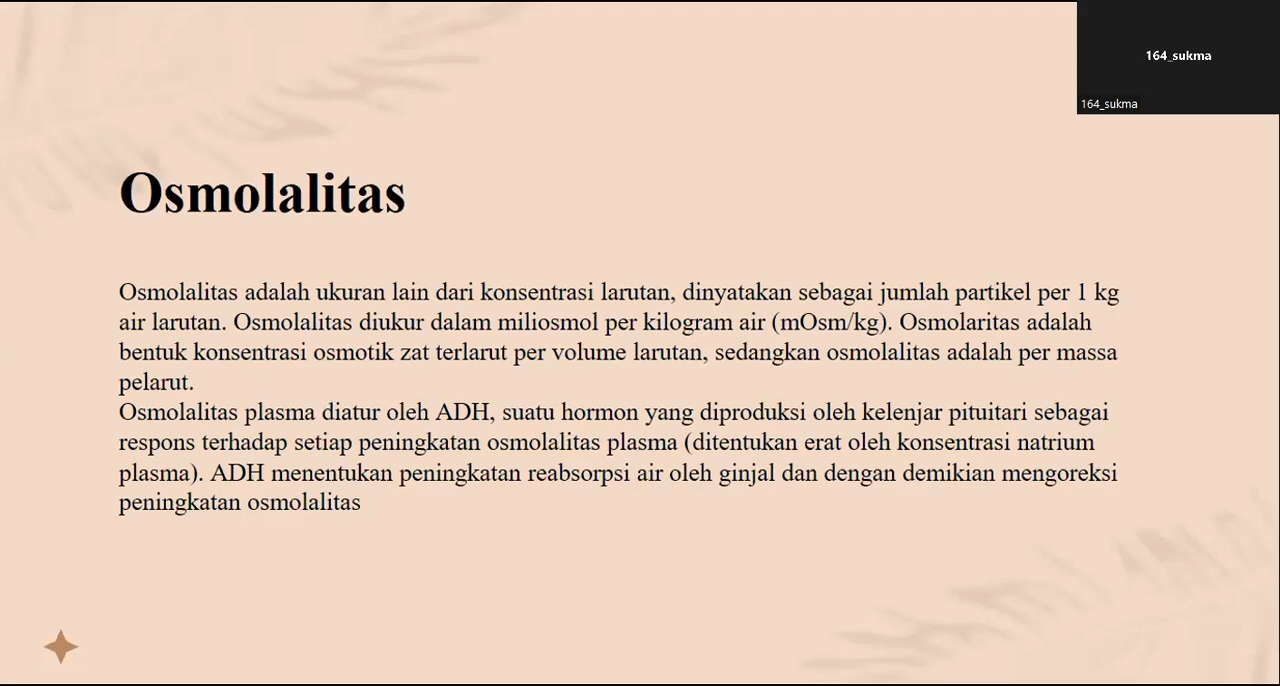 164_sukma
164_sukma
Osmolalitas
Osmolalitas adalah ukuran lain dari konsentrasi larutan, dinyatakan sebagai jumlah partikel per 1 kg
air larutan. Osmolalitas diukur dalam miliosmol per kilogram air (mOsm/kg). Osmolaritas adalah
bentuk konsentrasi osmotik zat terlarut per volume larutan, sedangkan osmolalitas adalah per massa
pelarut.
Osmolalitas plasma diatur oleh ADH, suatu hormon yang diproduksi oleh kelenjar pituitari sebagai
respons terhadap setiap peningkatan osmolalitas plasma (ditentukan erat oleh konsentrasi natrium
plasma). ADH menentukan peningkatan reabsorpsi air oleh ginjal dan dengan demikian mengoreksi
peningkatan osmolalitas